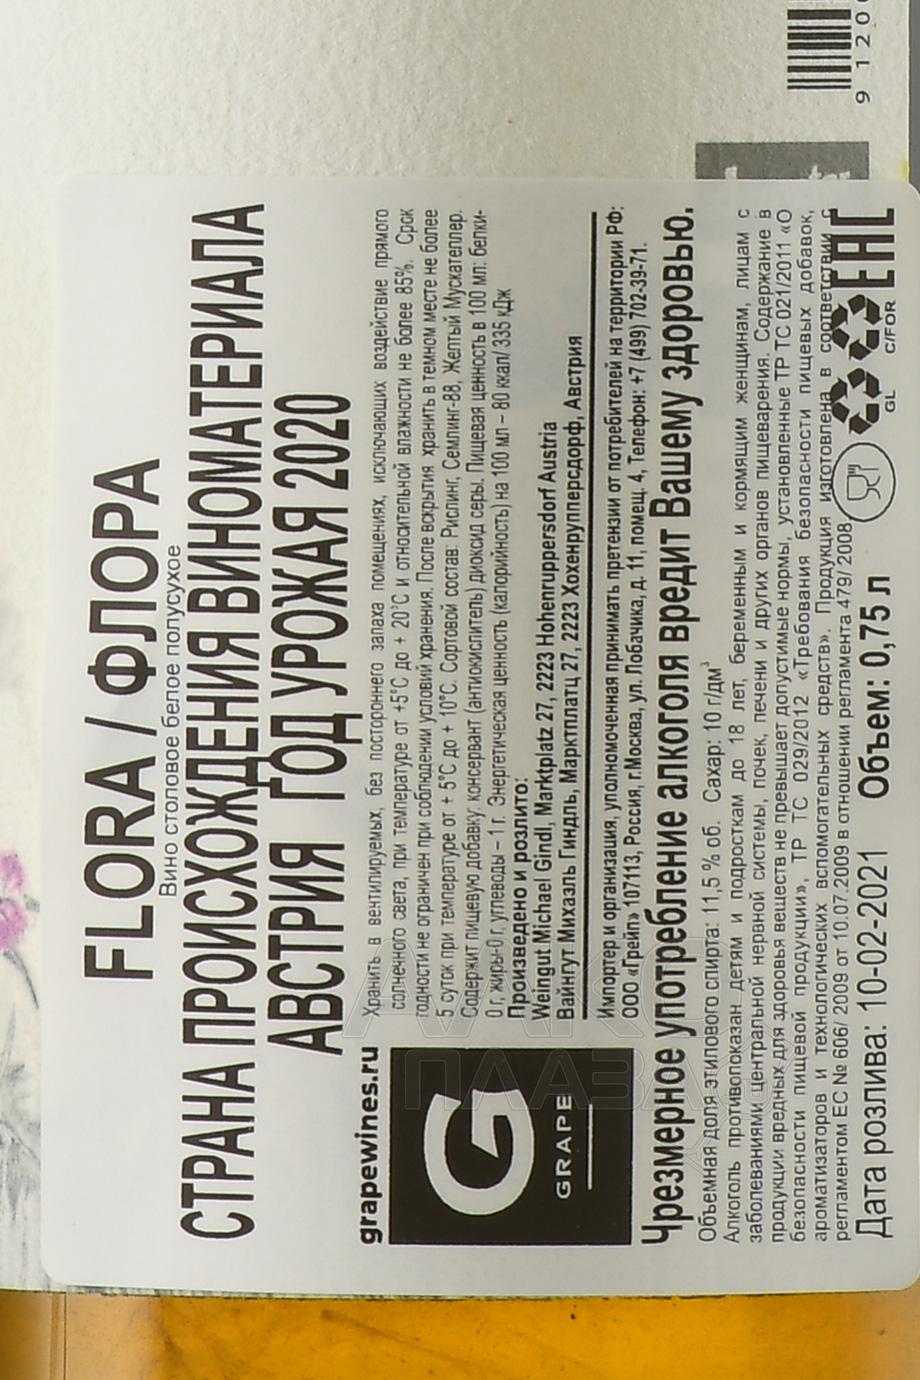 FLORA / ФЛОРА
Вино столовое белое полусухое
СТРАНА ПРОИСХОЖДЕНИЯ ВИНОМАТЕРИАЛА
АВСТРИЯ ГОД УРОЖАЯ 2020
grapewines.ru
G
GRAPE
Хранить в вентилируемых, без постороннего запаха помещениях, исключающих воздействие прямого
солнечного света, при температуре от +5°С до + 20°С и относительной влажности не более 85%. Срок
годности не ограничен при соблюдении условий хранения. После вскрытия хранить в темном месте не более
5 суток при температуре от + 5°С до + 10°С. Сортовой состав: Рислинг, Семлинг-88, Желтый Мускателлер.
Содержит пищевую добавку: консервант (антиокислитель) диоксид серы. Пищевая ценность в 100 мл: белки-
0 г, жиры-0 г, углеводы – 1 г. Энергетическая ценность (калорийность) на 100 мл – 80 ккал/ 335 кДж
Произведено и розлито:
Weingut Michael Gindl, Marktplatz 27, 2223 Hohenruppersdorf Austria
Вайнгут Михаэль Гиндль, Марктплатц 27, 2223 Хохенрупперсдорф, Австрия
Импортер и организация, уполномоченная принимать претензии от потребителей на территории РФ:
ООО «Грейп» 107113, Россия, г.Москва, ул. Лобачика, д. 11, помещ. 4, Телефон: +7 (499) 702-39-71.
Чрезмерное употребление алкоголя вредит Вашему здоровью.
Объемная доля этилового спирта: 11,5 % об. Сахар: 10 г/дм³
Алкоголь противопоказан детям и подросткам до 18 лет, беременным и кормящим женщинам, лицам с
заболеваниями центральной нервной системы, почек, печени и других органов пищеварения. Содержание в
продукции вредных для здоровья веществ не превышает допустимые нормы, установленные ТР ТС 021/2011 «О
безопасности пищевой продукции», ТР ТС 029/2012 «Требования безопасности пищевых добавок,
ароматизаторов и технологических вспомогательных средств». Продукция изготовлена в соответствии с
регламентом ЕС № 606/ 2009 от 10.07.2009 в отношении регламента 479/ 2008
Дата розлива: 10-02-2021 Объем: 0,75 л
GL C/FOR
EAC
9 120
ПЛАЗА